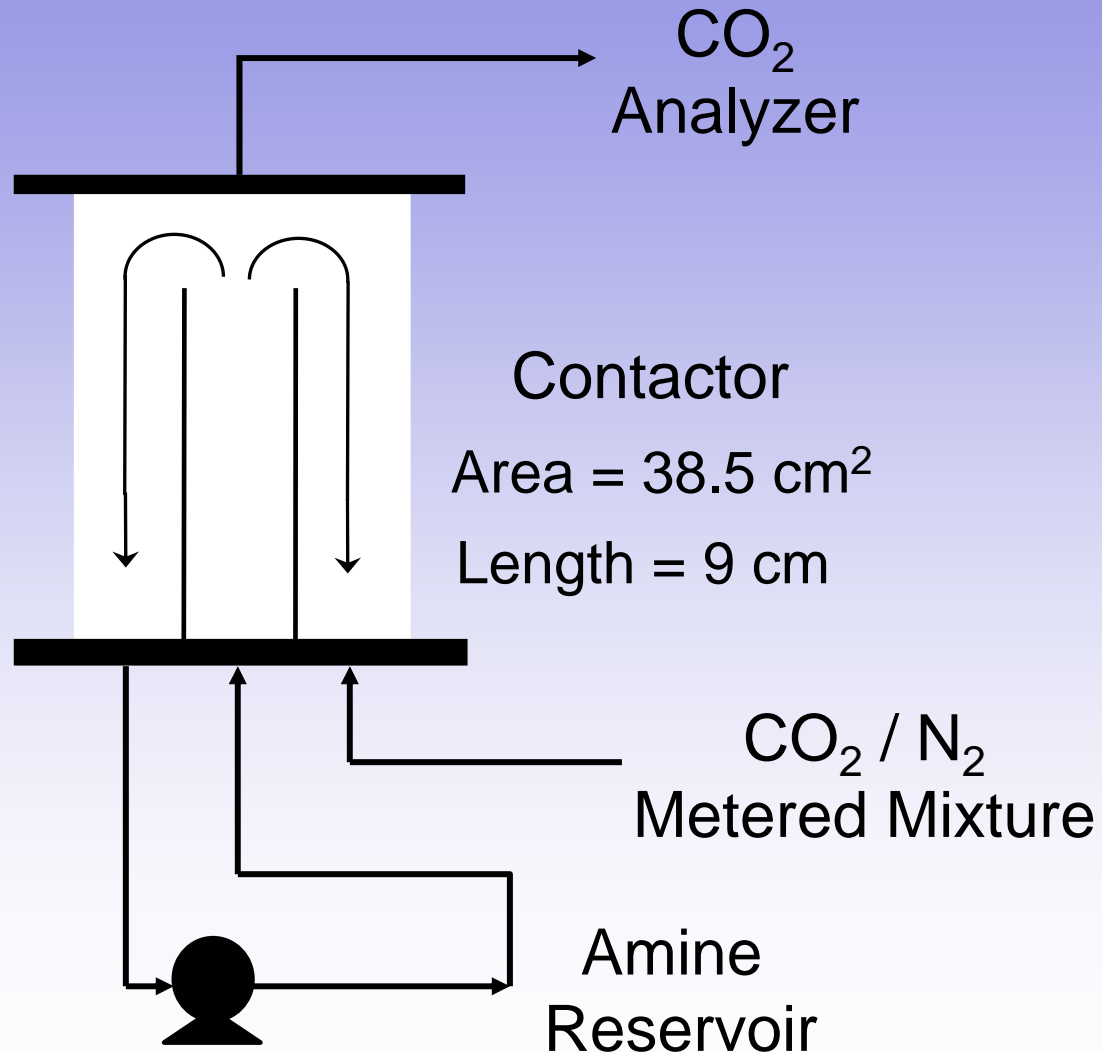 CO₂
Analyzer
Contactor
Area = 38.5 cm²
Length = 9 cm
CO₂ / N₂
Metered Mixture
Amine
Reservoir